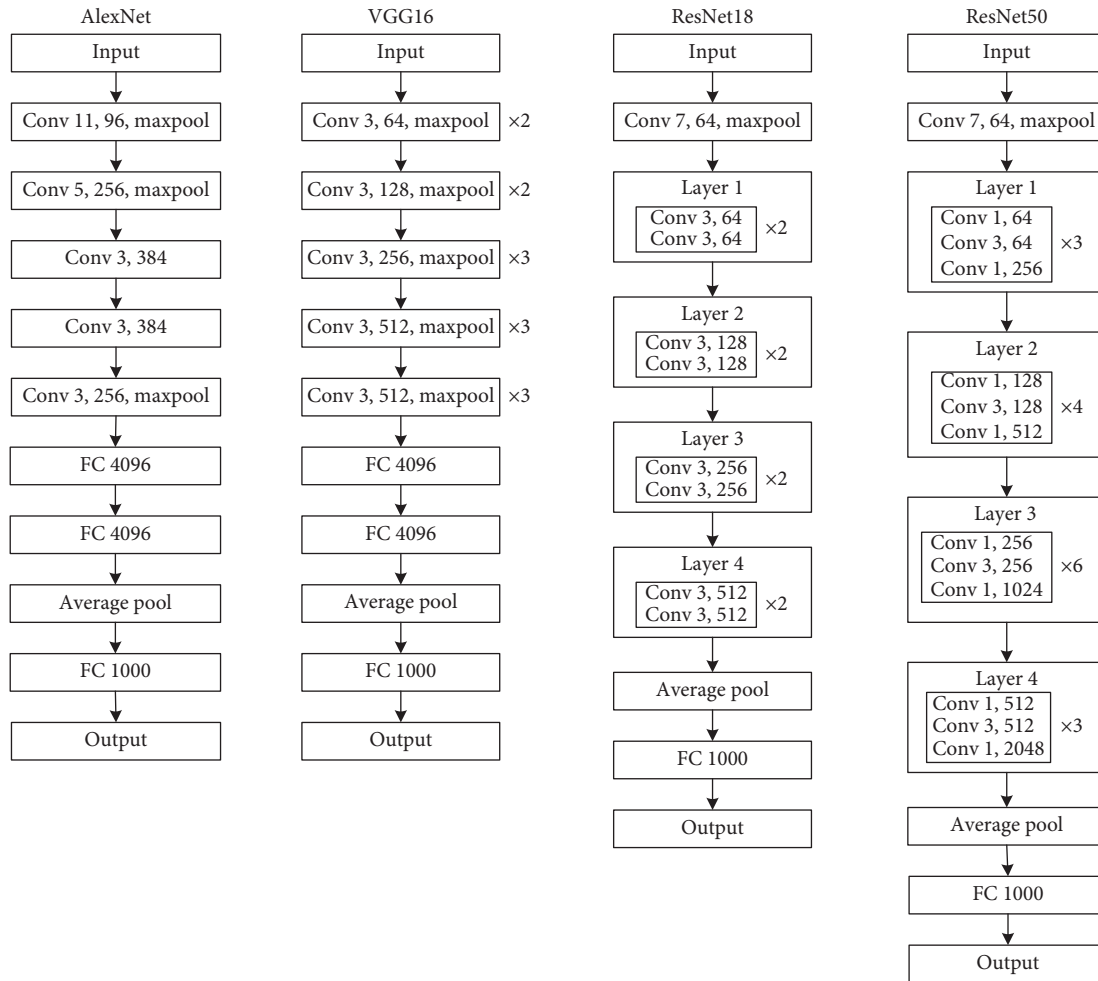 AlexNet
Input
Conv 11, 96, maxpool
Conv 5, 256, maxpool
Conv 3, 384
Conv 3, 384
Conv 3, 256, maxpool
FC 4096
FC 4096
Average pool
FC 1000
Output
VGG16
Input
Conv 3, 64, maxpool ×2
Conv 3, 128, maxpool ×2
Conv 3, 256, maxpool ×3
Conv 3, 512, maxpool ×3
Conv 3, 512, maxpool ×3
FC 4096
FC 4096
Average pool
FC 1000
Output
ResNet18
Input
Conv 7, 64, maxpool
Layer 1
Conv 3, 64
Conv 3, 64
×2
Layer 2
Conv 3, 128
Conv 3, 128
×2
Layer 3
Conv 3, 256
Conv 3, 256
×2
Layer 4
Conv 3, 512
Conv 3, 512
×2
Average pool
FC 1000
Output
ResNet50
Input
Conv 7, 64, maxpool
Layer 1
Conv 1, 64
Conv 3, 64 ×3
Conv 1, 256
Layer 2
Conv 1, 128
Conv 3, 128 ×4
Conv 1, 512
Layer 3
Conv 1, 256
Conv 3, 256 ×6
Conv 1, 1024
Layer 4
Conv 1, 512
Conv 3, 512 ×3
Conv 1, 2048
Average pool
FC 1000
Output